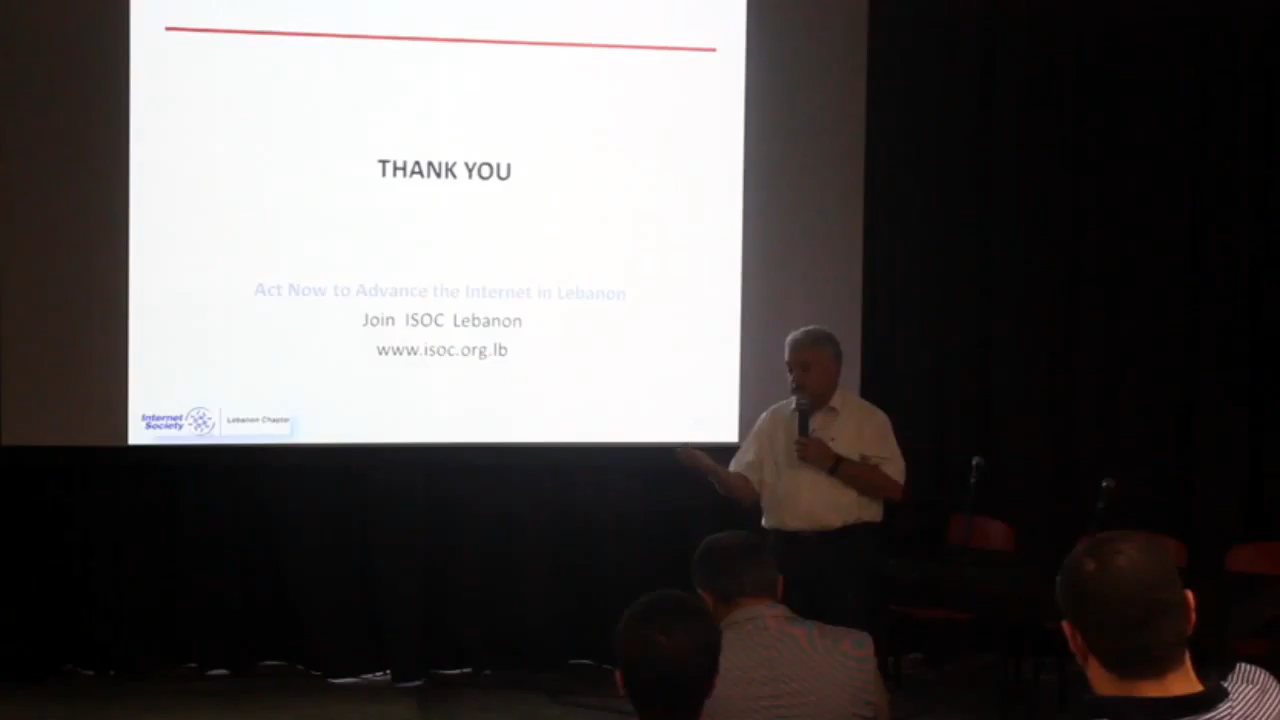 THANK YOU
Act Now to Advance the Internet in Lebanon
Join ISOC Lebanon
www.isoc.org.lb
Internet
Society
Lebanon Chapter